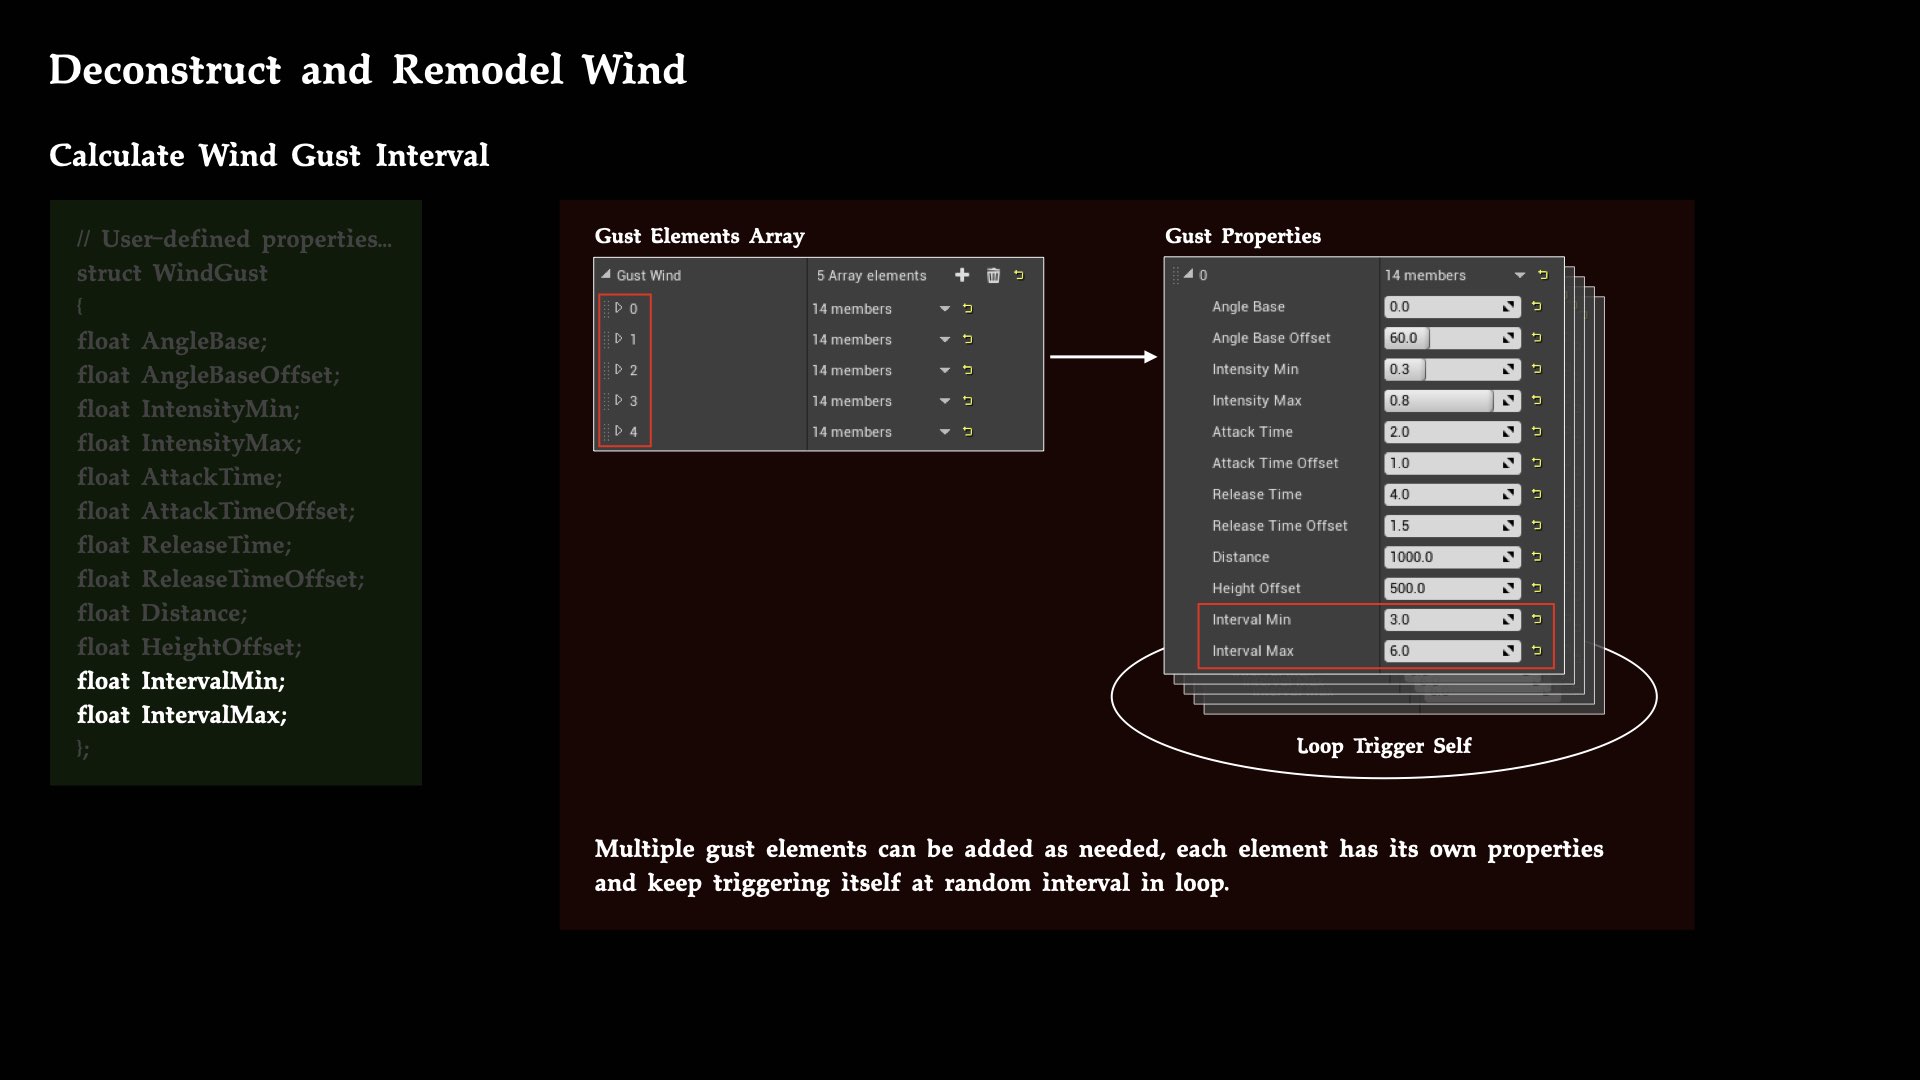 Deconstruct and Remodel Wind
Calculate Wind Gust Interval
// User-defined properties...
struct WindGust
{
float AngleBase;
float AngleBaseOffset;
float IntensityMin;
float IntensityMax;
float AttackTime;
float AttackTimeOffset;
float ReleaseTime;
float ReleaseTimeOffset;
float Distance;
float HeightOffset;
float IntervalMin;
float IntervalMax;
};
Gust Elements Array
Gust Wind 5 Array elements
0 14 members
1 14 members
2 14 members
3 14 members
4 14 members
Gust Properties
0 14 members
Angle Base 0.0
Angle Base Offset 60.0
Intensity Min 0.3
Intensity Max 0.8
Attack Time 2.0
Attack Time Offset 1.0
Release Time 4.0
Release Time Offset 1.5
Distance 1000.0
Height Offset 500.0
Interval Min 3.0
Interval Max 6.0
Loop Trigger Self
Multiple gust elements can be added as needed, each element has its own properties
and keep triggering itself at random interval in loop.